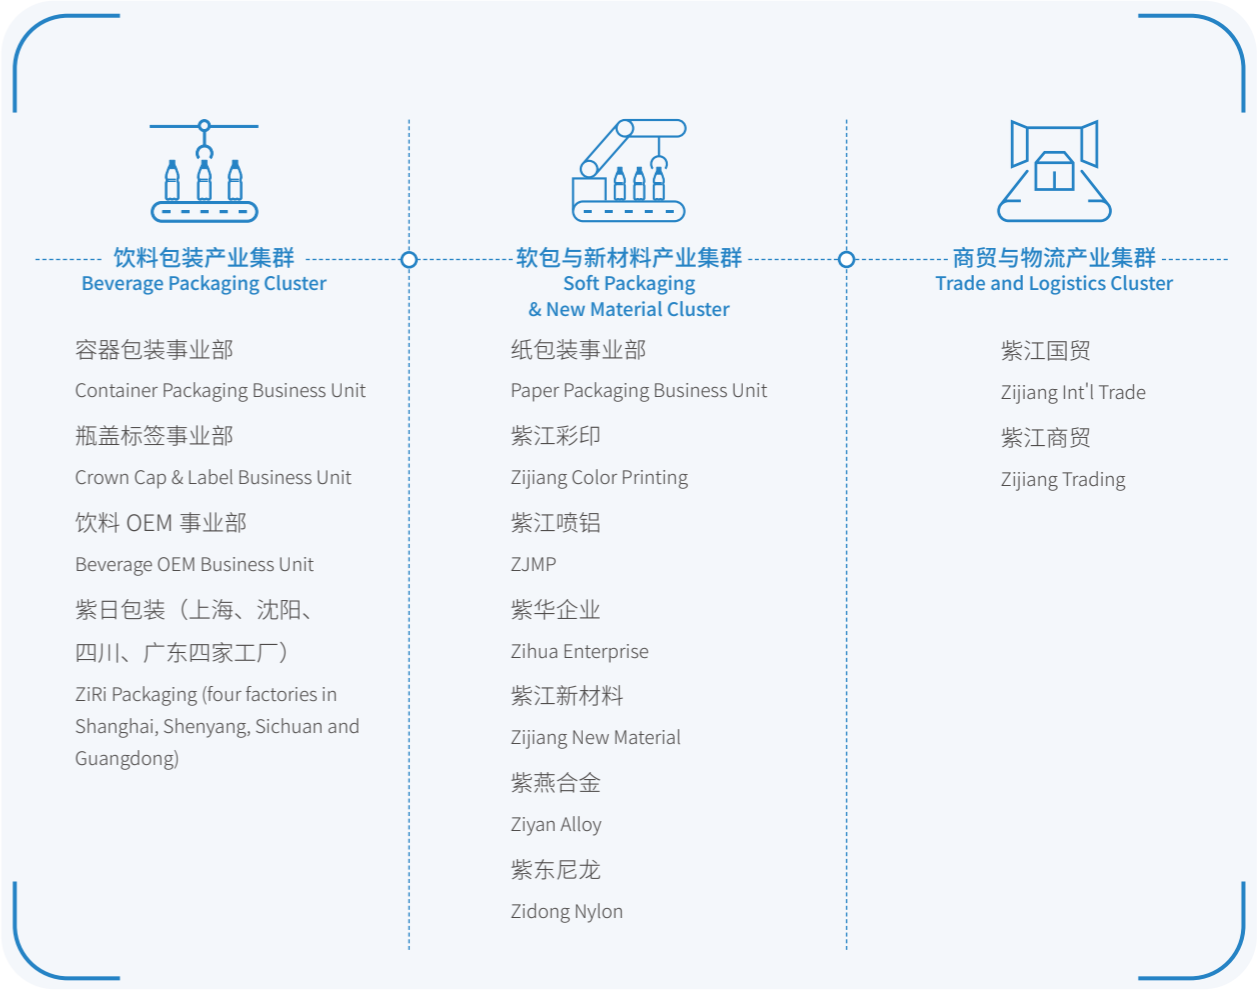 饮料包装产业集群
Beverage Packaging Cluster
容器包装事业部
Container Packaging Business Unit
瓶盖标签事业部
Crown Cap & Label Business Unit
饮料 OEM 事业部
Beverage OEM Business Unit
紫日包装（上海、沈阳、
四川、广东四家工厂）
ZiRi Packaging (four factories in
Shanghai, Shenyang, Sichuan and
Guangdong)
软包与新材料产业集群
Soft Packaging
& New Material Cluster
纸包装事业部
Paper Packaging Business Unit
紫江彩印
Zijiang Color Printing
紫江喷铝
ZJMP
紫华企业
Zihua Enterprise
紫江新材料
Zijiang New Material
紫燕合金
Ziyan Alloy
紫东尼龙
Zidong Nylon
商贸与物流产业集群
Trade and Logistics Cluster
紫江国贸
Zijiang Int'l Trade
紫江商贸
Zijiang Trading